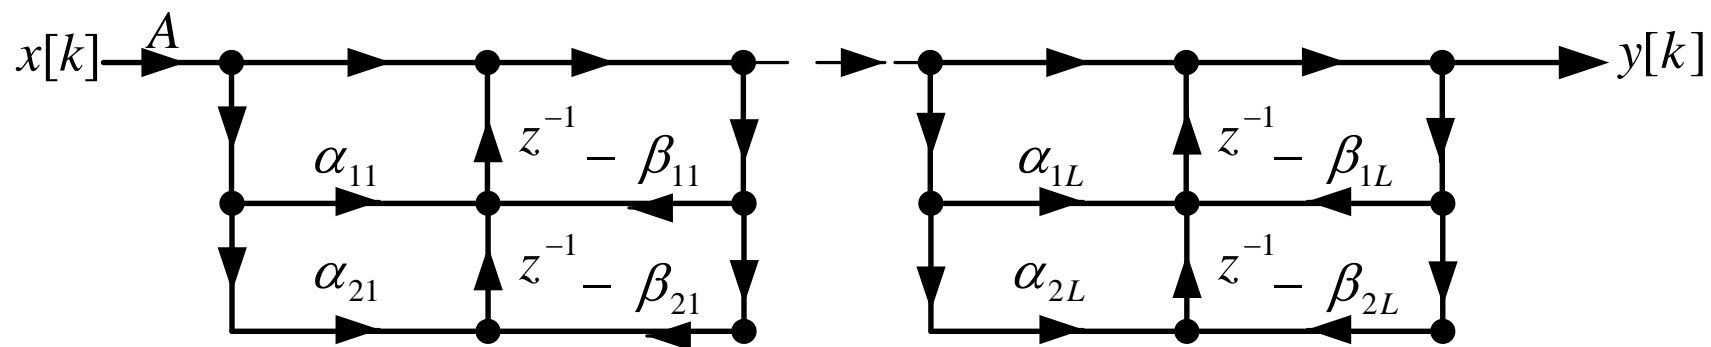 x[k] A y[k]
α₁₁ z⁻¹ − β₁₁ α₁L z⁻¹ − β₁L
α₂₁ z⁻¹ − β₂₁ α₂L z⁻¹ − β₂L